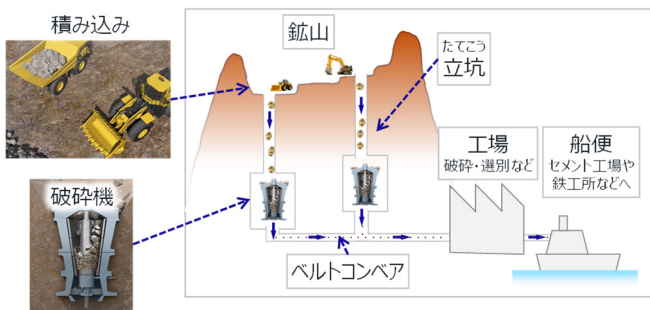 積み込み
鉱山
たてこう
立坑
工場
破砕・選別など
船便
セメント工場や
鉄工所などへ
破砕機
ベルトコンベア